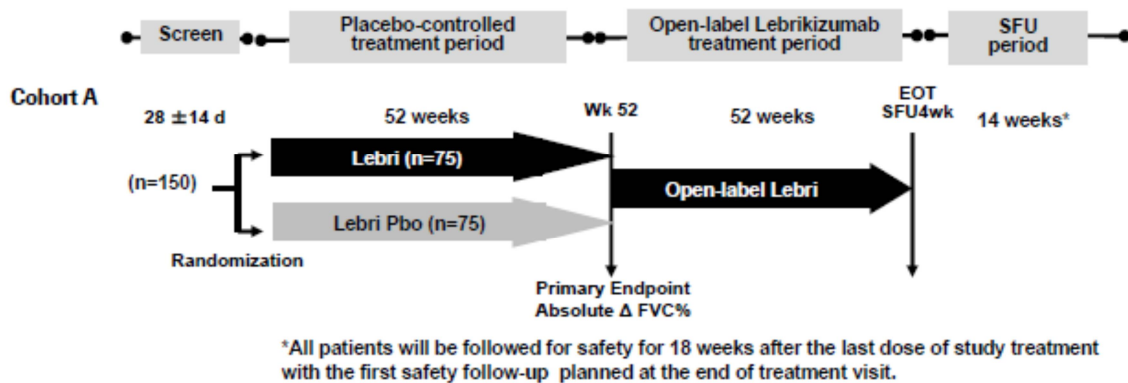 Screen
Placebo-controlled
treatment period
Open-label Lebrikizumab
treatment period
SFU
period
Cohort A
28 ±14 d
52 weeks
Wk 52
52 weeks
EOT
SFU4wk
14 weeks*
(n=150)
Lebri (n=75)
Open-label Lebri
Lebri Pbo (n=75)
Randomization
Primary Endpoint
Absolute Δ FVC%
*All patients will be followed for safety for 18 weeks after the last dose of study treatment
with the first safety follow-up planned at the end of treatment visit.